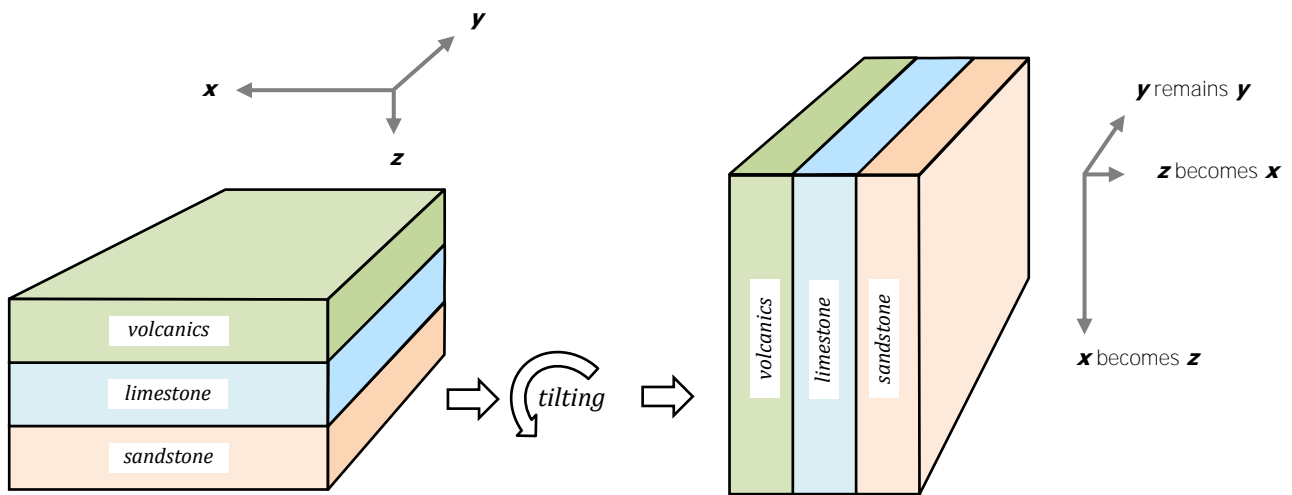 y
x
z
volcanics
limestone
sandstone
tilting
volcanics
limestone
sandstone
y remains y
z becomes x
x becomes z